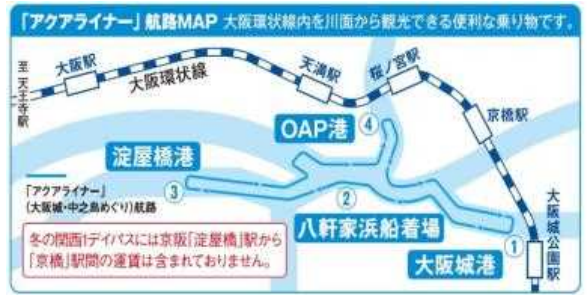 「アクアライナー」航路MAP 大阪環状線内を川面から観光できる便利な乗り物です。
至 天王寺駅
大阪駅
大阪環状線
天満駅
桜ノ宮駅
京橋駅
OAP港
④
淀屋橋港
③
「アクアライナー」
(大阪城・中之島めぐり)航路
②
八軒家浜船着場
①
大阪城港
大阪城公園駅
冬の関西1デイパスには京阪「淀屋橋」駅から
「京橋」駅間の運賃は含まれておりません。